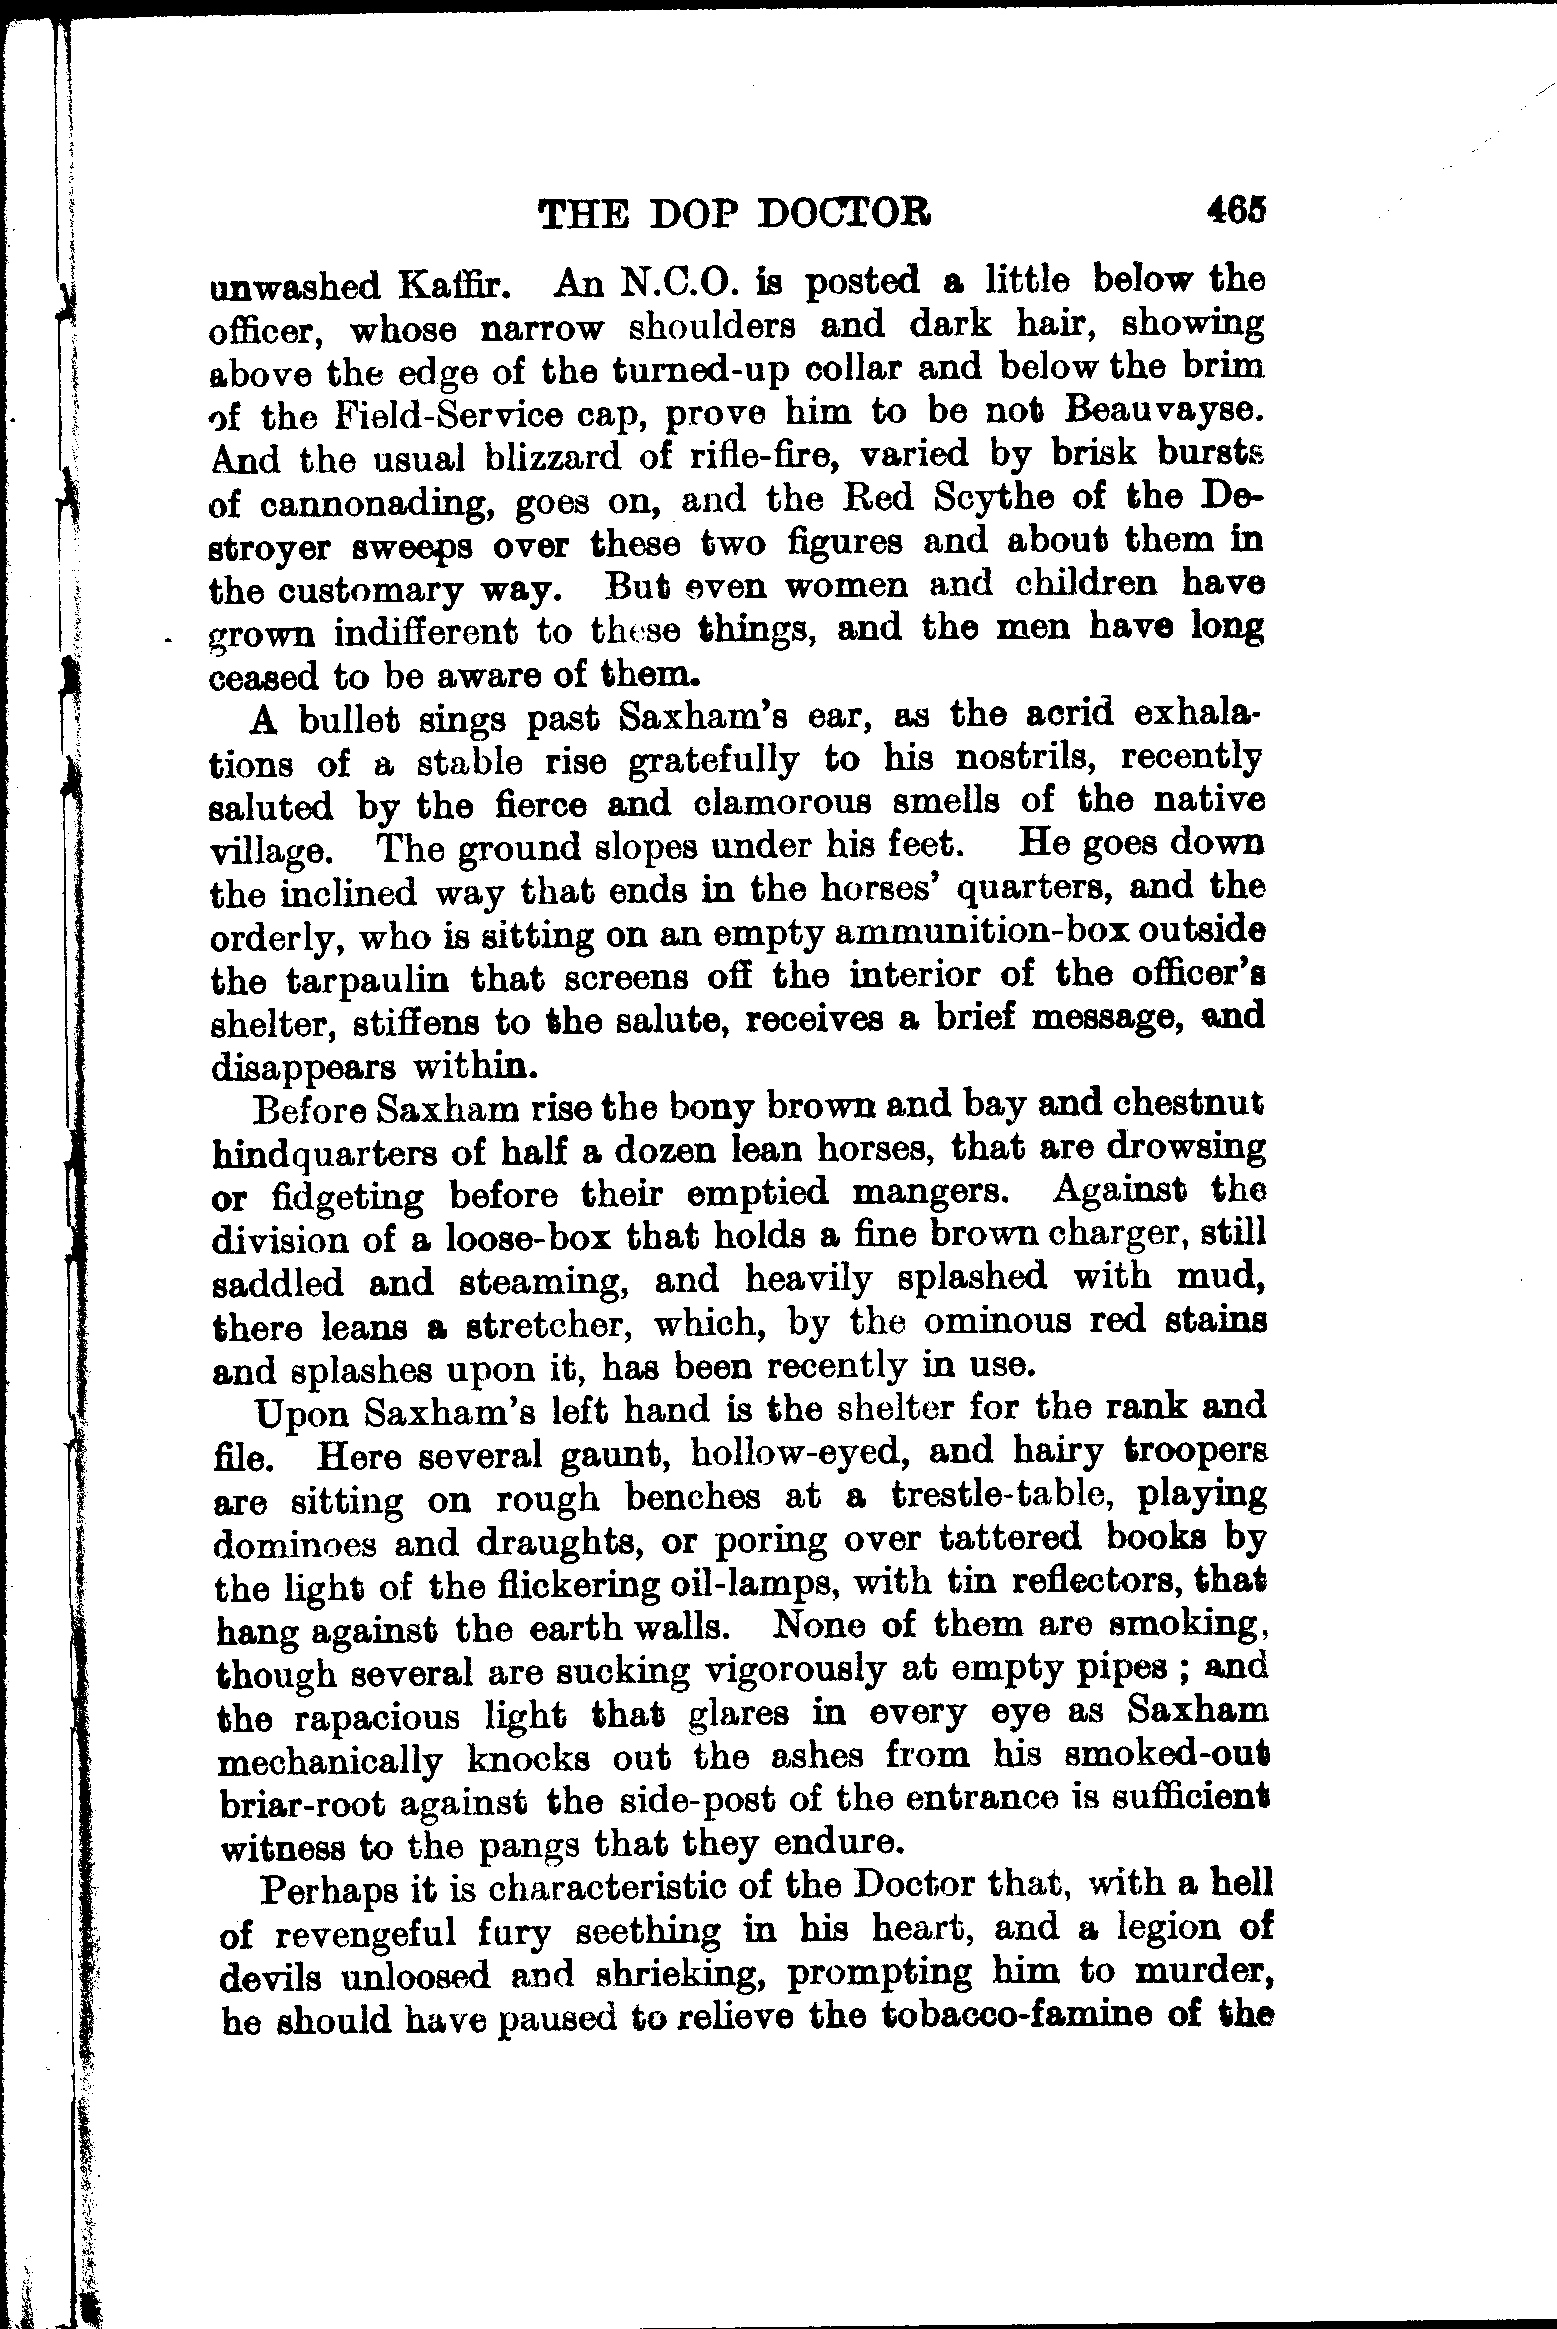 THE DOP DOCTOR 465
unwashed Kaffir. An N.C.O. is posted a little below the
officer, whose narrow shoulders and dark hair, showing
above the edge of the turned-up collar and below the brim
of the Field-Service cap, prove him to be not Beauvayse.
And the usual blizzard of rifle-fire, varied by brisk bursts
of cannonading, goes on, and the Red Scythe of the De-
stroyer sweeps over these two figures and about them in
the customary way. But even women and children have
grown indifferent to these things, and the men have long
ceased to be aware of them.
A bullet sings past Saxham's ear, as the acrid exhala-
tions of a stable rise gratefully to his nostrils, recently
saluted by the fierce and clamorous smells of the native
village. The ground slopes under his feet. He goes down
the inclined way that ends in the horses' quarters, and the
orderly, who is sitting on an empty ammunition-box outside
the tarpaulin that screens off the interior of the officer's
shelter, stiffens to the salute, receives a brief message, and
disappears within.
Before Saxham rise the bony brown and bay and chestnut
hindquarters of half a dozen lean horses, that are drowsing
or fidgeting before their emptied mangers. Against the
division of a loose-box that holds a fine brown charger, still
saddled and steaming, and heavily splashed with mud,
there leans a stretcher, which, by the ominous red stains
and splashes upon it, has been recently in use.
Upon Saxham's left hand is the shelter for the rank and
file. Here several gaunt, hollow-eyed, and hairy troopers
are sitting on rough benches at a trestle-table, playing
dominoes and draughts, or poring over tattered books by
the light of the flickering oil-lamps, with tin reflectors, that
hang against the earth walls. None of them are smoking,
though several are sucking vigorously at empty pipes ; and
the rapacious light that glares in every eye as Saxham
mechanically knocks out the ashes from his smoked-out
briar-root against the side-post of the entrance is sufficient
witness to the pangs that they endure.
Perhaps it is characteristic of the Doctor that, with a hell
of revengeful fury seething in his heart, and a legion of
devils unloosed and shrieking, prompting him to murder,
he should have paused to relieve the tobacco-famine of the